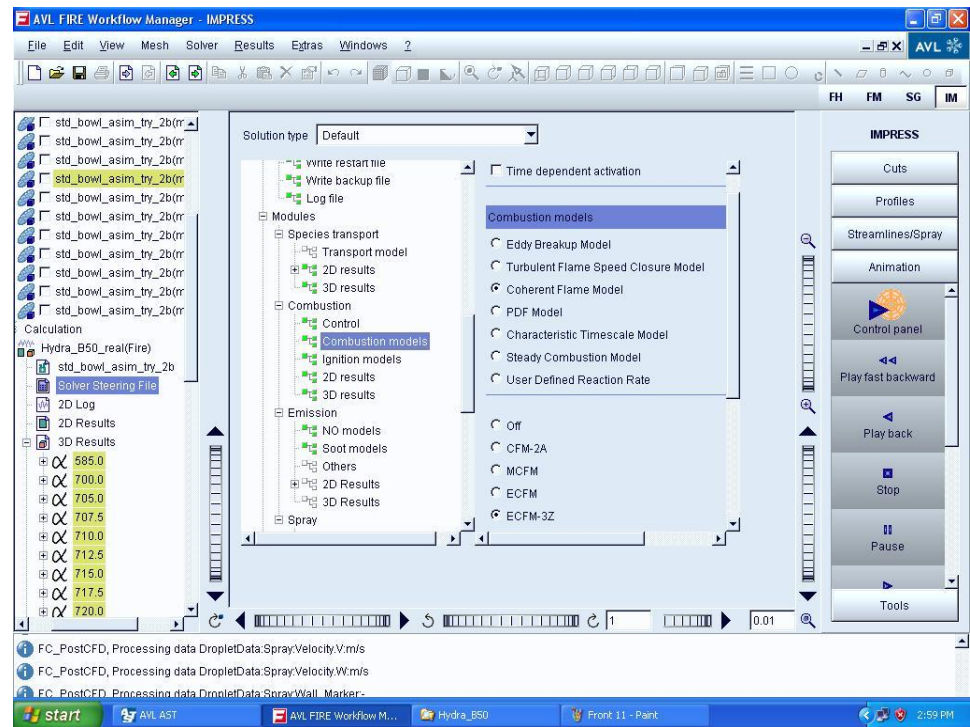 AVL FIRE Workflow Manager - IMPRESS
File Edit View Mesh Solver Results Extras Windows ?
AVL
FH FM SG IM
std_bowl_asim_try_2b(m
std_bowl_asim_try_2b(m
std_bowl_asim_try_2b(m
std_bowl_asim_try_2b(m
std_bowl_asim_try_2b(m
std_bowl_asim_try_2b(m
std_bowl_asim_try_2b(m
std_bowl_asim_try_2b(m
std_bowl_asim_try_2b(m
std_bowl_asim_try_2b(m
std_bowl_asim_try_2b(m
Calculation
Hydra_B50_real(Fire)
std_bowl_asim_try_2b
Solver Steering File
2D Log
2D Results
3D Results
α 585.0
α 700.0
α 705.0
α 707.5
α 710.0
α 712.5
α 715.0
α 717.5
α 720.0
Solution type Default
Write restart file
Write backup file
Log file
Modules
Species transport
Transport model
2D results
3D results
Combustion
Control
Combustion models
Ignition models
2D results
3D results
Emission
NO models
Soot models
Others
2D Results
3D Results
Spray
Time dependent activation
Combustion models
Eddy Breakup Model
Turbulent Flame Speed Closure Model
Coherent Flame Model
PDF Model
Characteristic Timescale Model
Steady Combustion Model
User Defined Reaction Rate
Off
CFM-2A
MCFM
ECFM
ECFM-3Z
1
0.01
IMPRESS
Cuts
Profiles
Streamlines/Spray
Animation
Control panel
Play fast backward
Play back
Stop
Pause
Tools
FC_PostCFD, Processing data DropletData:Spray:Velocity.V:m/s
FC_PostCFD, Processing data DropletData:Spray:Velocity.W:m/s
FC_PostCFD, Processing data DropletData:Spray:Wall_Marker:-
start AVL AST AVL FIRE Workflow M... Hydra_B50 Front 11 - Paint 2:59 PM